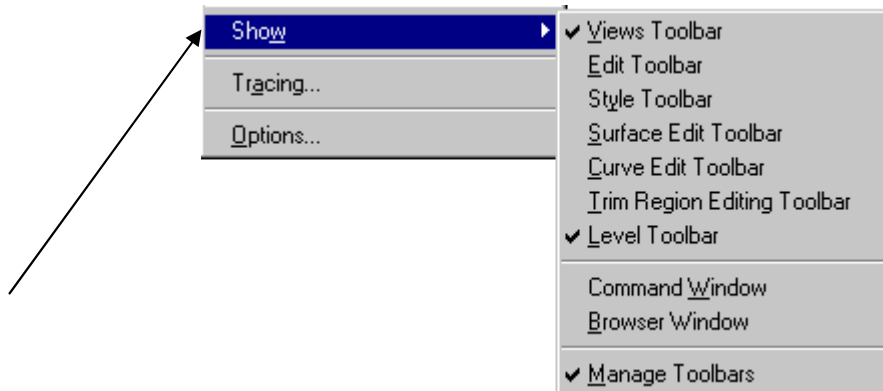 Show
Tracing...
Options...
Views Toolbar
Edit Toolbar
Style Toolbar
Surface Edit Toolbar
Curve Edit Toolbar
Trim Region Editing Toolbar
Level Toolbar
Command Window
Browser Window
Manage Toolbars